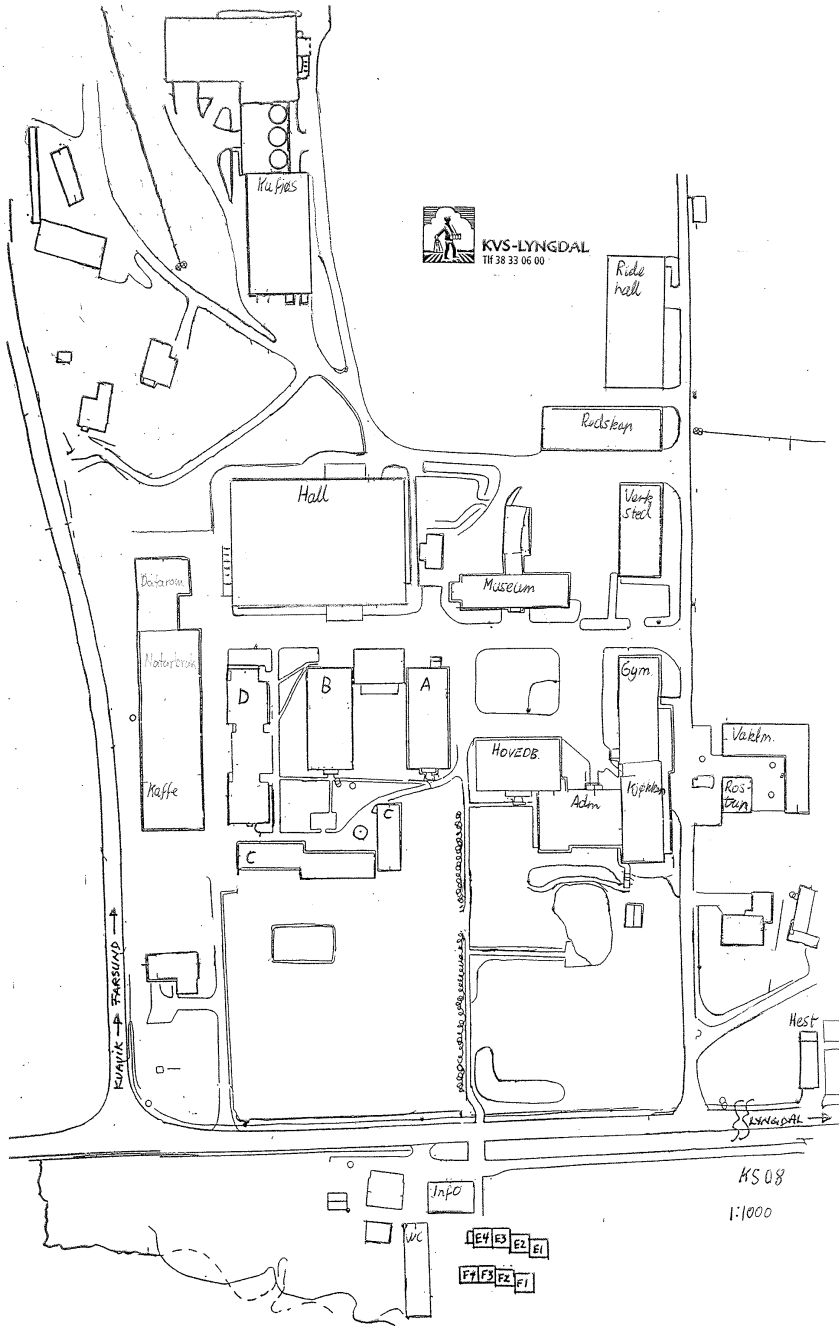 Kufjøs
KVS-LYNGDAL
Tlf 38 33 06 00
Ride
hall
Redskap
Hall
Verk
sted
Museum
Datarom
Naturbruk
Kaffe
D
B
A
Gym.
HOVEDB.
Adm
Kjøkken
Vaktm.
Ros-
trup
C
C
KVAVIK → FARSUND →
Hest
LYNGDAL →
KS 08
1:1000
Info
WC
E4 E3 E2 E1
F4 F3 F2 F1